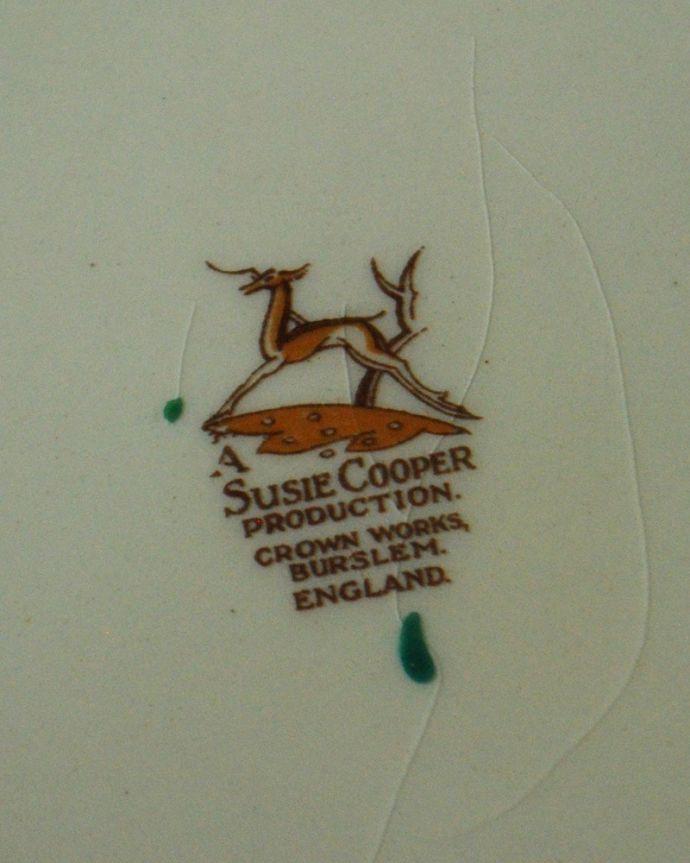 A
SUSIE COOPER
PRODUCTION.
CROWN WORKS,
BURSLEM.
ENGLAND.